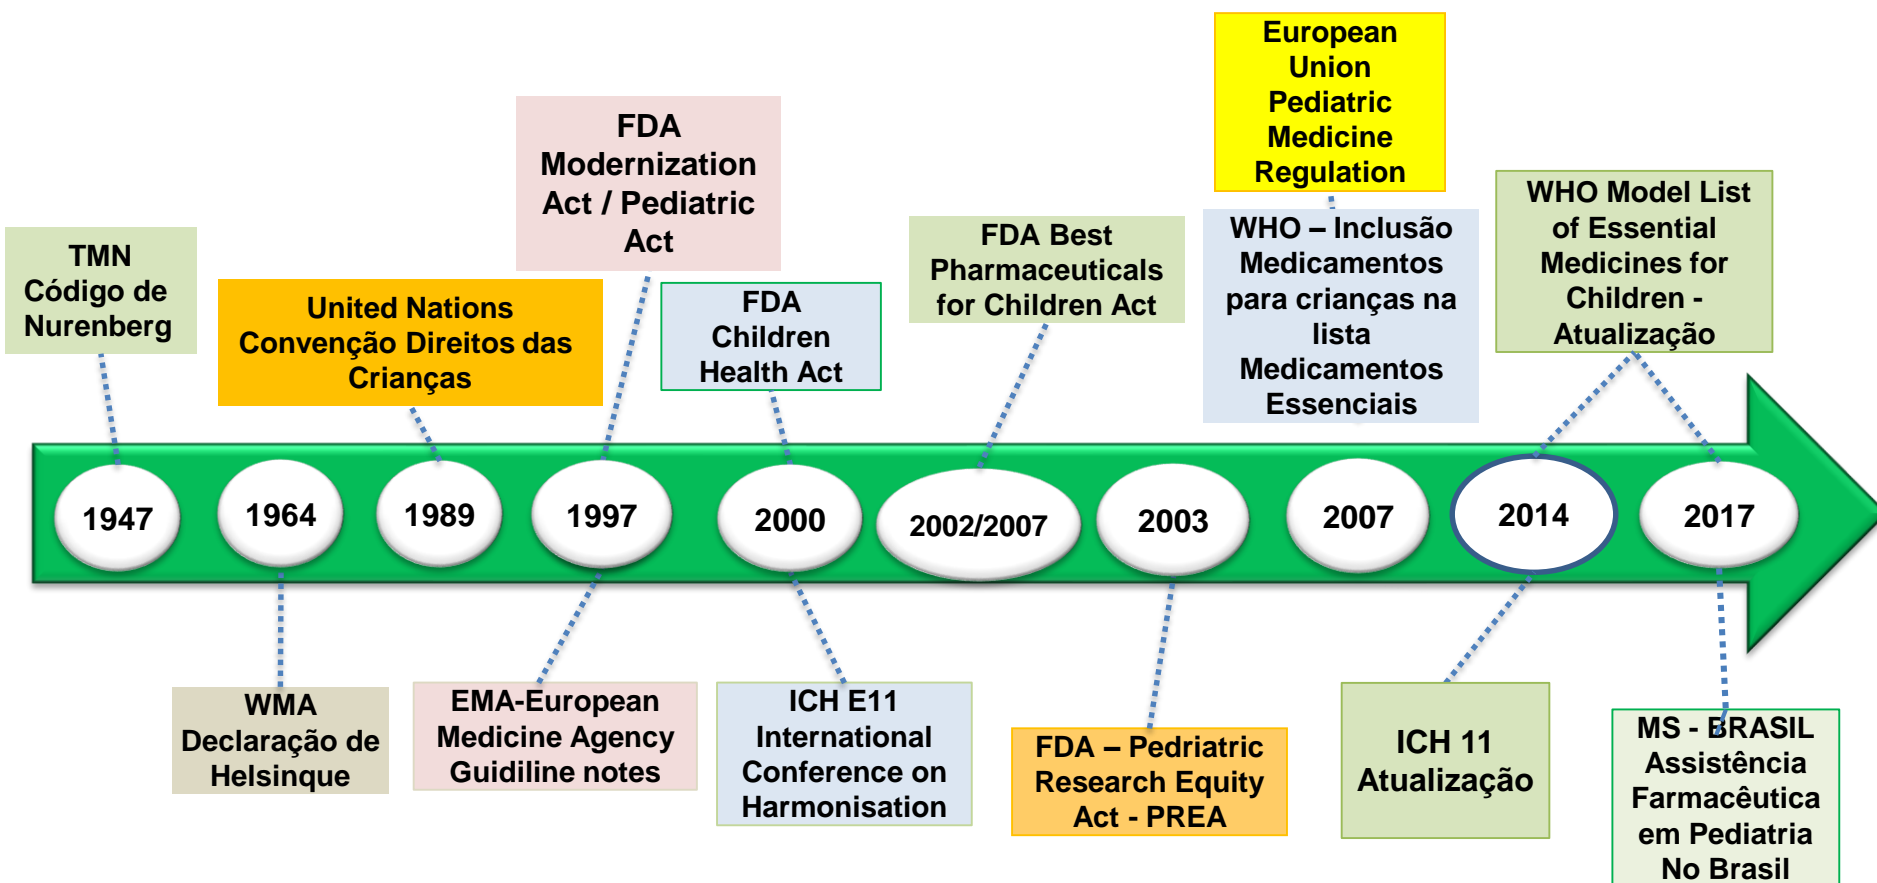 European
Union
Pediatric
Medicine
Regulation
FDA
Modernization
Act / Pediatric
Act
WHO Model List
of Essential
Medicines for
Children -
Atualização
TMN
Código de
Nurenberg
FDA Best
Pharmaceuticals
for Children Act
WHO – Inclusão
Medicamentos
para crianças na
lista
Medicamentos
Essenciais
United Nations
Convenção Direitos das
Crianças
FDA
Children
Health Act
1947
1964
1989
1997
2000
2002/2007
2003
2007
2014
2017
WMA
Declaração de
Helsinque
EMA-European
Medicine Agency
Guidiline notes
ICH E11
International
Conference on
Harmonisation
FDA – Pedriatric
Research Equity
Act - PREA
ICH 11
Atualização
MS - BRASIL
Assistência
Farmacêutica
em Pediatria
No Brasil